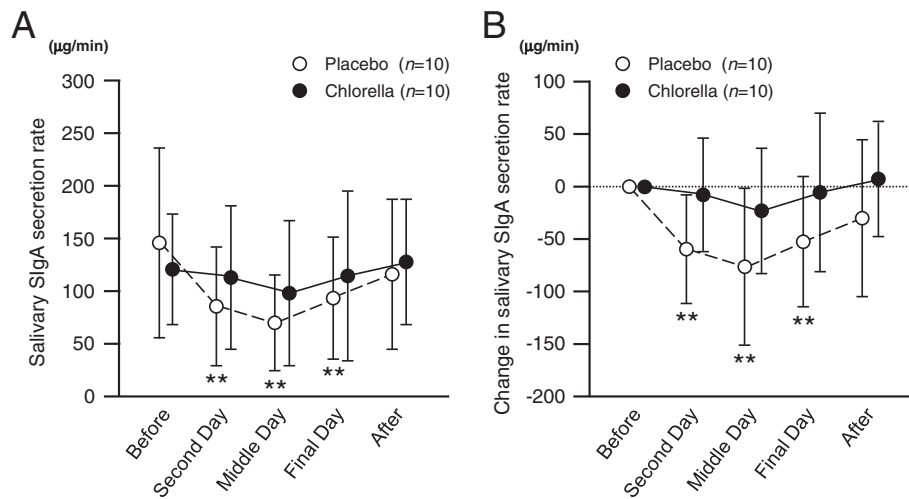 A
(μg/min)
Placebo (n=10)
Chlorella (n=10)
Salivary SIgA secretion rate
300
250
200
150
100
50
0
**
**
**
Before
Second Day
Middle Day
Final Day
After
B
(μg/min)
Placebo (n=10)
Chlorella (n=10)
Change in salivary SIgA secretion rate
100
50
0
-50
-100
-150
-200
**
**
**
Before
Second Day
Middle Day
Final Day
After